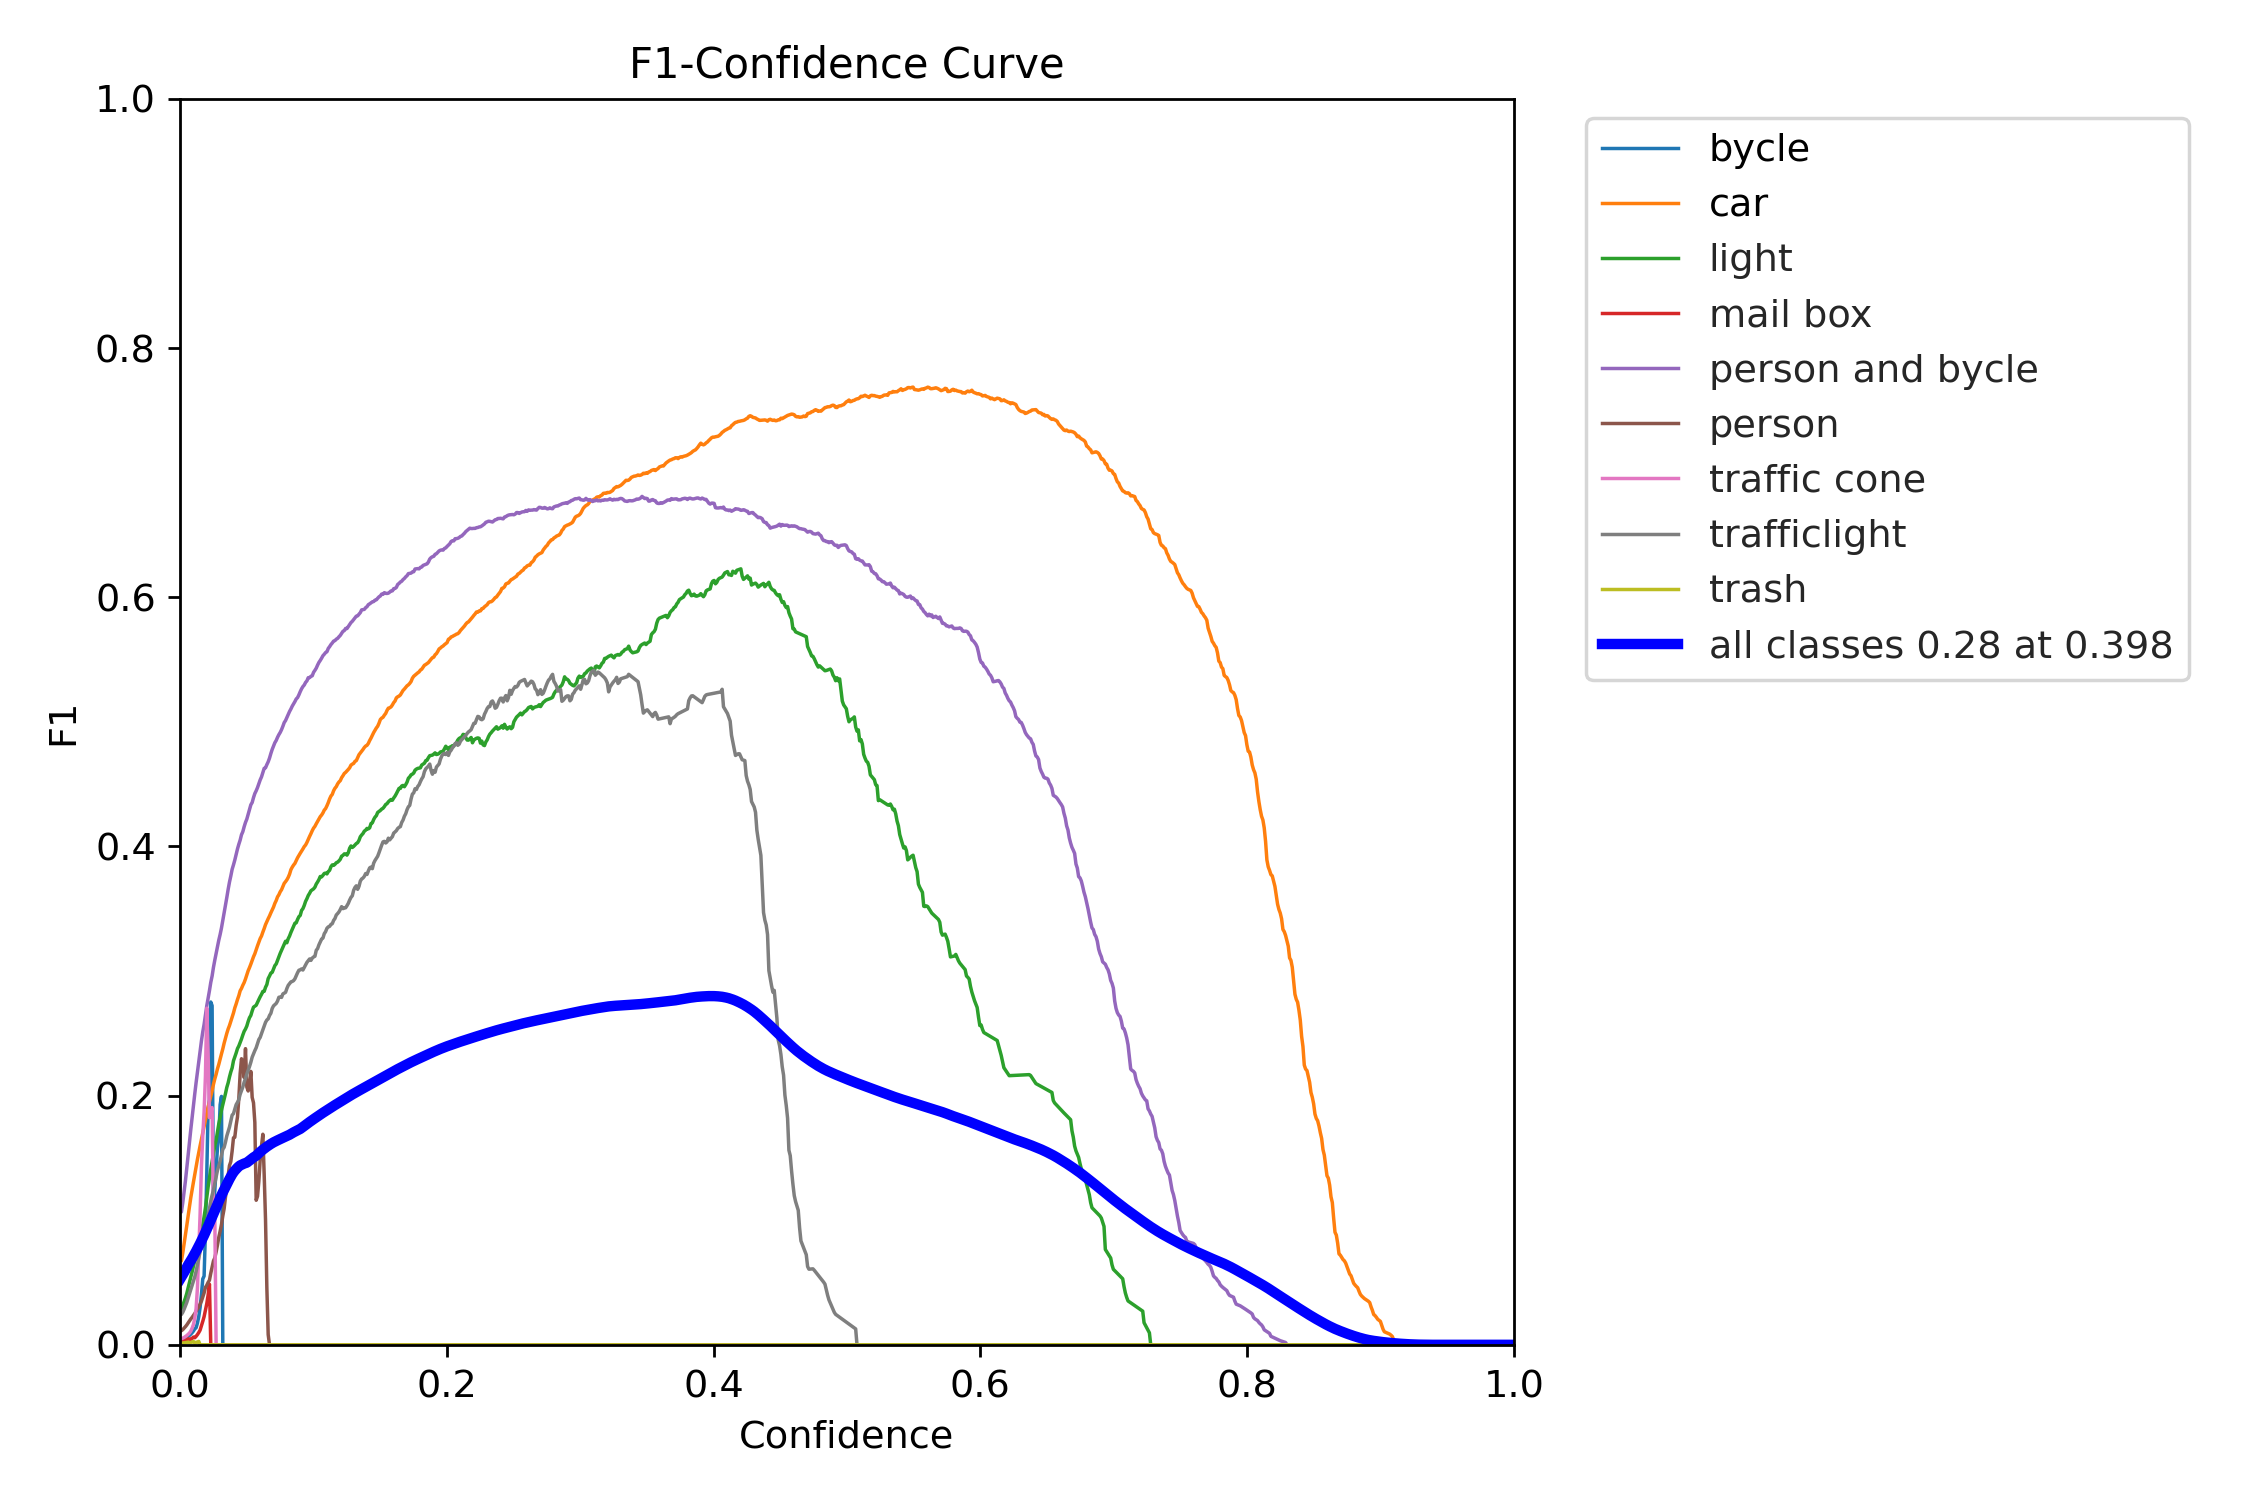 F1-Confidence Curve
1.0
0.8
0.6
0.4
0.2
0.0
F1
0.0 0.2 0.4 0.6 0.8 1.0
Confidence
bycle
car
light
mail box
person and bycle
person
traffic cone
trafficlight
trash
all classes 0.28 at 0.398